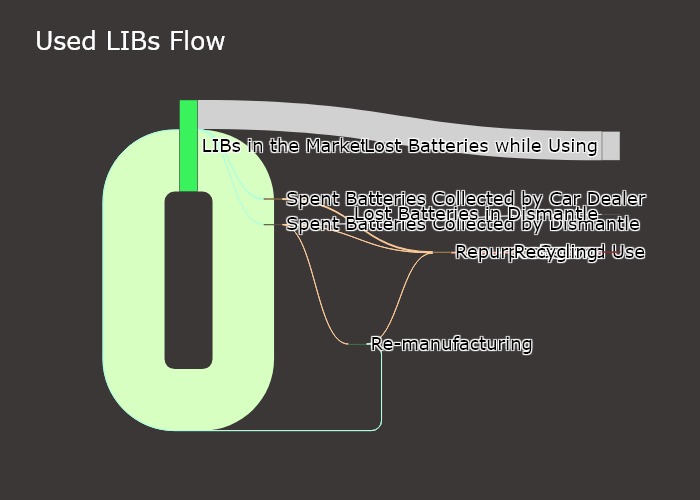 Used LIBs Flow
LIBs in the Market
Lost Batteries while Using
Spent Batteries Collected by Car Dealer
Lost Batteries in Dismantle
Spent Batteries Collected by Dismantle
Recycling
Use
Re-manufacturing